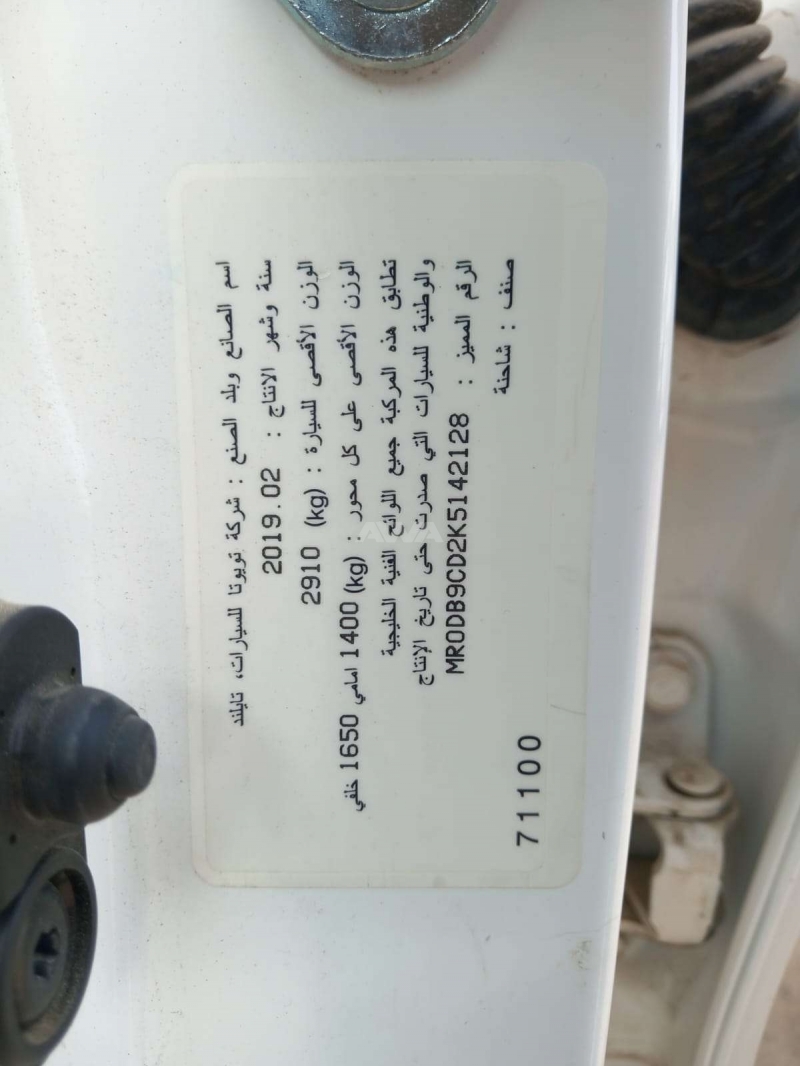 اسم الصانع وبلد الصنع : شركة تويوتا للسيارات، تايلند
سنة وشهر الانتاج : 2019.02
الوزن الأقصى للسيارة : (kg) 2910
الوزن الأقصى على كل محور : (kg) 1400 امامي 1650 خلفي
تطابق هذه المركبة جميع اللوائح الفنية الخليجية
والوطنية للسيارات التي صدرت حتى تاريخ الإنتاج
الرقم المميز : MR0DB9CD2K5142128
صنف : شاحنة
71100
AWA